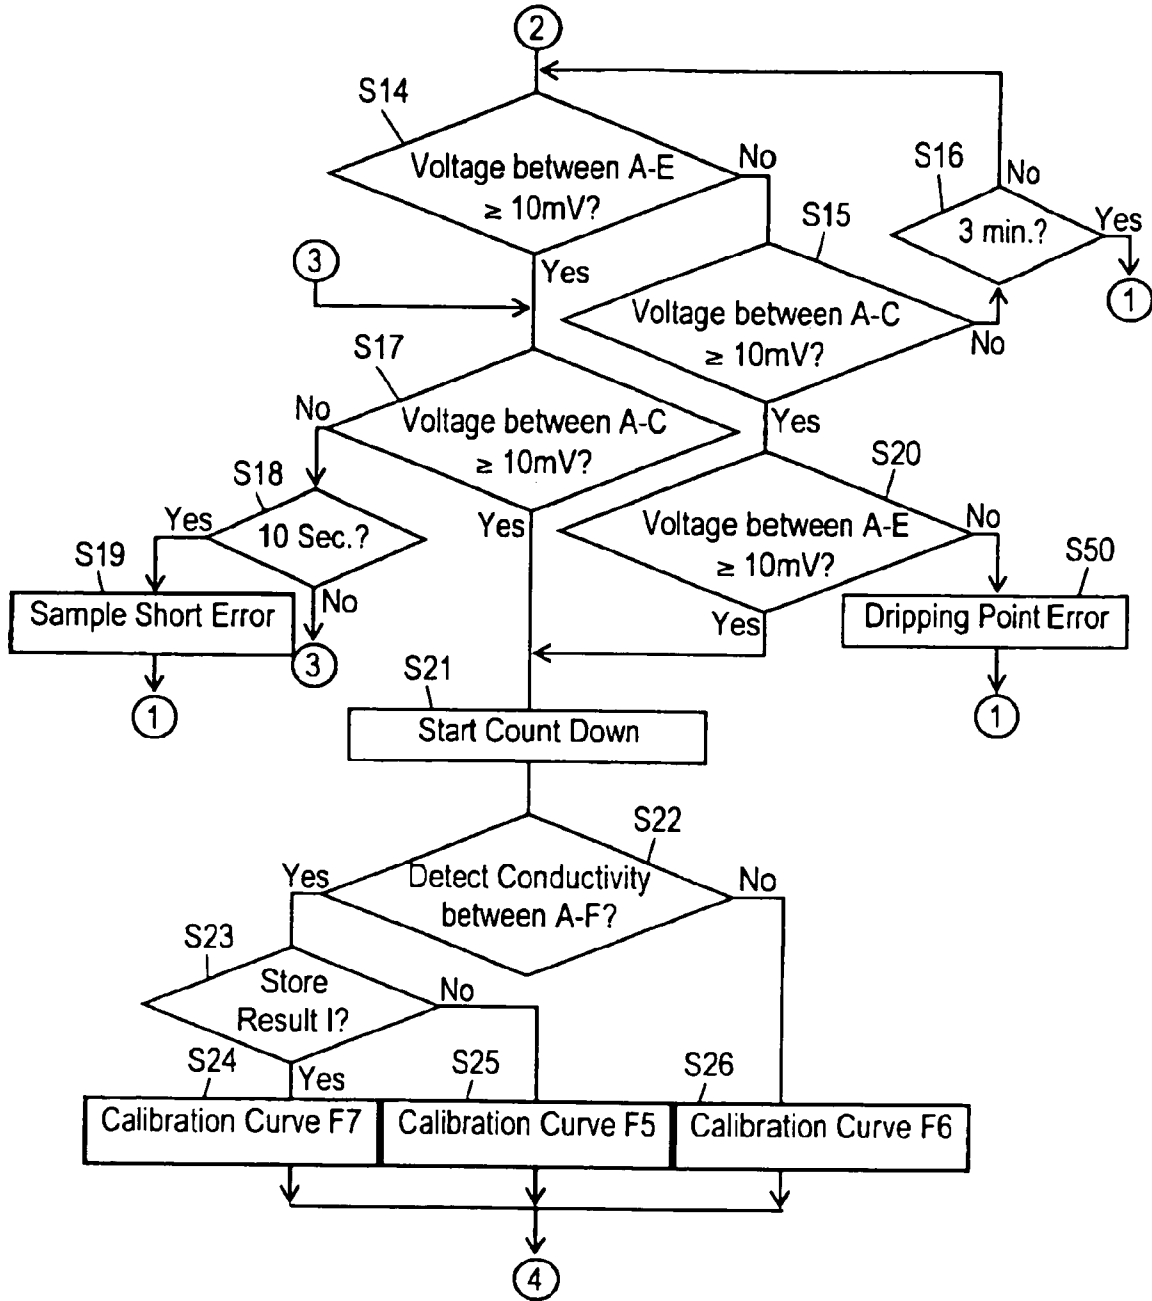 2
S14
Voltage between A-E
≥ 10mV?
No
Yes
S16
3 min.?
No
Yes
1
S15
Voltage between A-C
≥ 10mV?
No
Yes
3
S17
Voltage between A-C
≥ 10mV?
No
Yes
S18
10 Sec.?
Yes
No
3
S19
Sample Short Error
1
S20
Voltage between A-E
≥ 10mV?
No
Yes
S50
Dripping Point Error
1
S21
Start Count Down
S22
Detect Conductivity
between A-F?
Yes
No
S23
Store
Result I?
No
Yes
S24
Calibration Curve F7
S25
Calibration Curve F5
S26
Calibration Curve F6
4